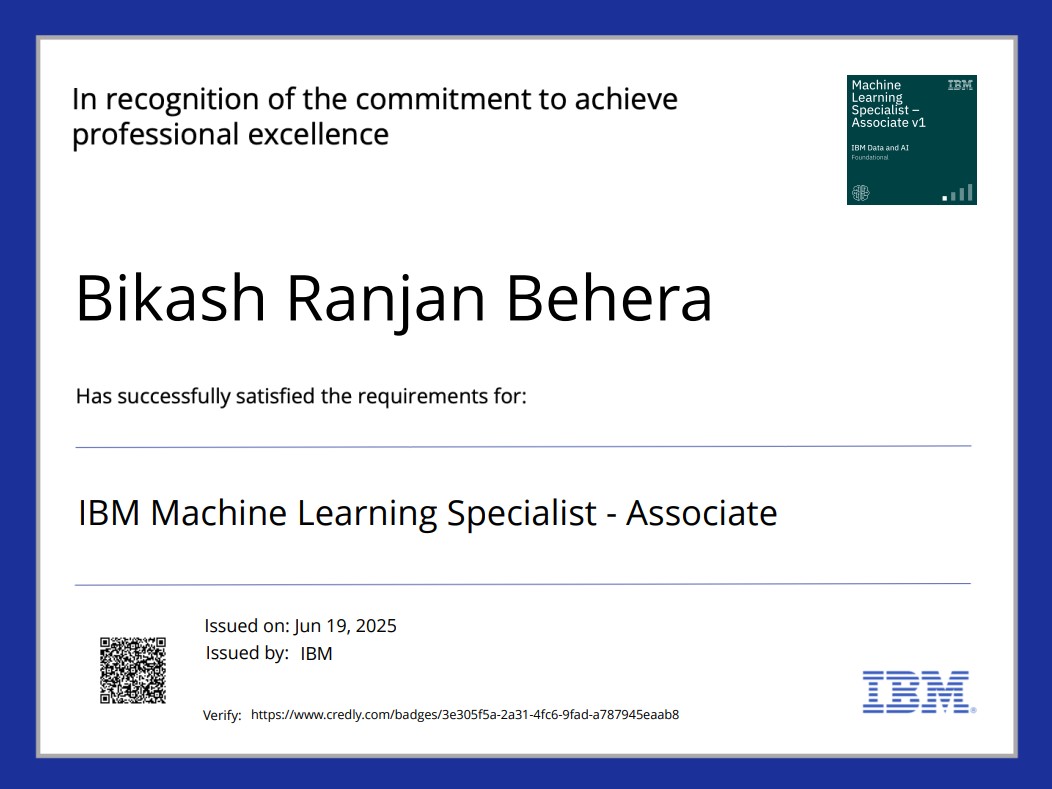 In recognition of the commitment to achieve
professional excellence
Machine
Learning
Specialist –
Associate v1
IBM
IBM Data and AI
Foundational
Bikash Ranjan Behera
Has successfully satisfied the requirements for:
IBM Machine Learning Specialist - Associate
Issued on: Jun 19, 2025
Issued by: IBM
Verify: https://www.credly.com/badges/3e305f5a-2a31-4fc6-9fad-a787945eaab8
IBM®